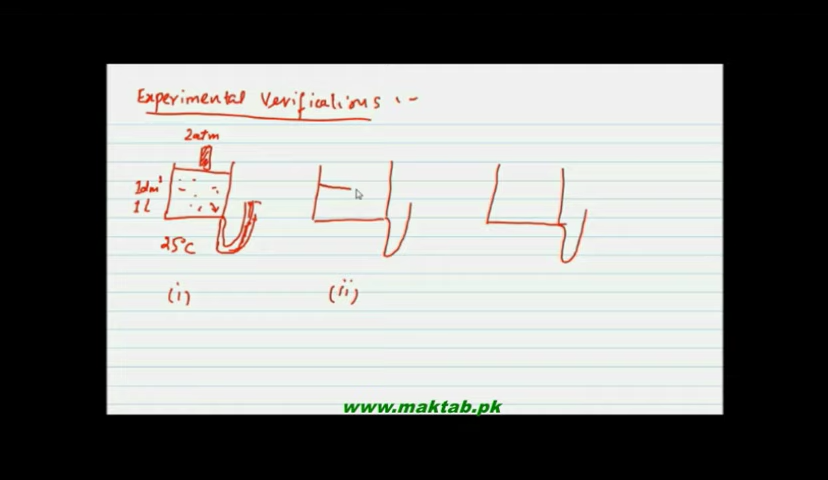 Experimental Verifications :-
2atm
1dm³
1L
25°C
(i)
(ii)
www.maktab.pk